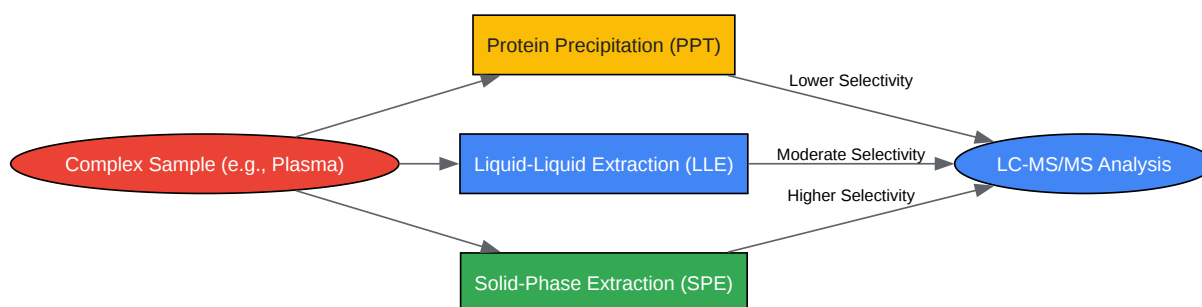 Protein Precipitation (PPT)
Lower Selectivity
Complex Sample (e.g., Plasma)
Liquid-Liquid Extraction (LLE)
Moderate Selectivity
LC-MS/MS Analysis
Higher Selectivity
Solid-Phase Extraction (SPE)